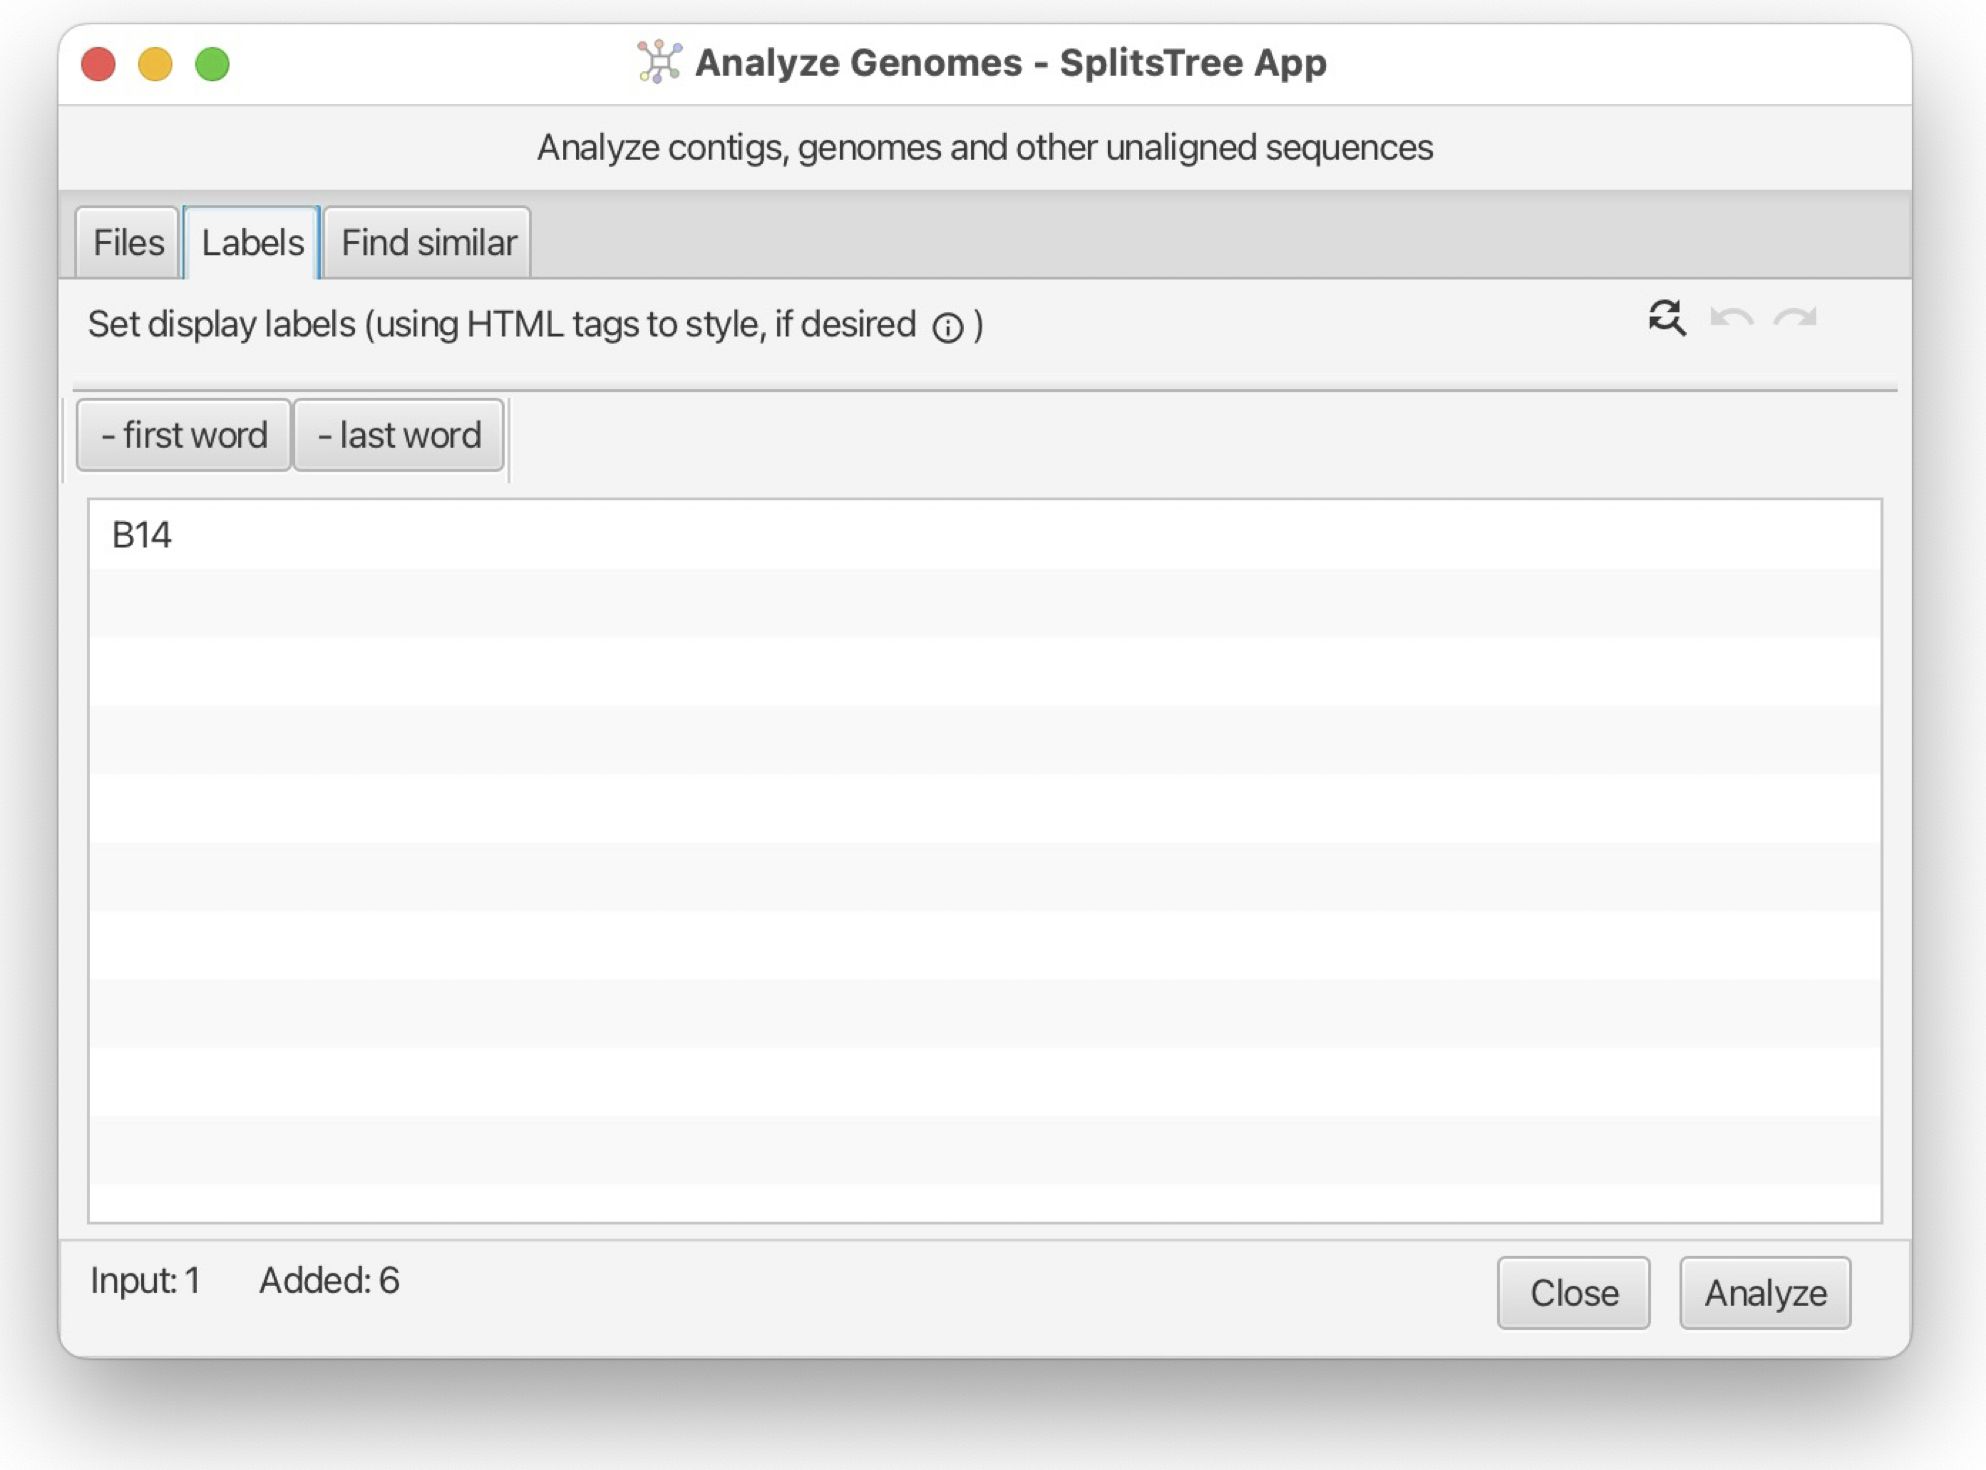 Analyze Genomes - SplitsTree App
Analyze contigs, genomes and other unaligned sequences
Files Labels Find similar
Set display labels (using HTML tags to style, if desired ⓘ )
- first word - last word
B14
Input: 1 Added: 6
Close Analyze